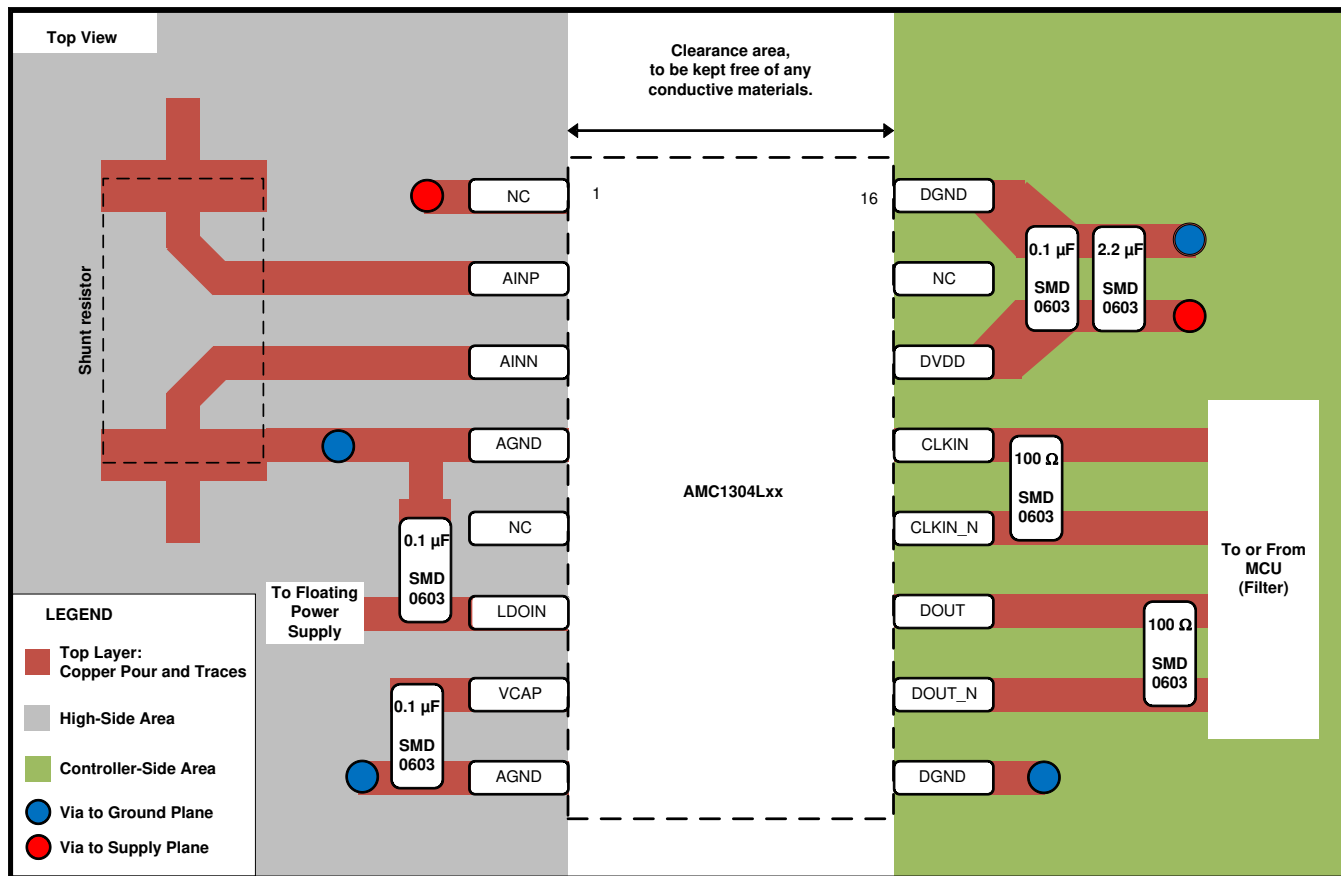 Top View
Clearance area,
to be kept free of any
conductive materials.
Shunt resistor
NC
AINP
AINN
AGND
NC
LDOIN
VCAP
AGND
0.1 µF
SMD
0603
To Floating
Power
Supply
0.1 µF
SMD
0603
1
16
AMC1304Lxx
DGND
NC
DVDD
CLKIN
CLKIN_N
DOUT
DOUT_N
DGND
0.1 µF
SMD
0603
2.2 µF
SMD
0603
100 Ω
SMD
0603
100 Ω
SMD
0603
To or From
MCU
(Filter)
LEGEND
Top Layer:
Copper Pour and Traces
High-Side Area
Controller-Side Area
Via to Ground Plane
Via to Supply Plane